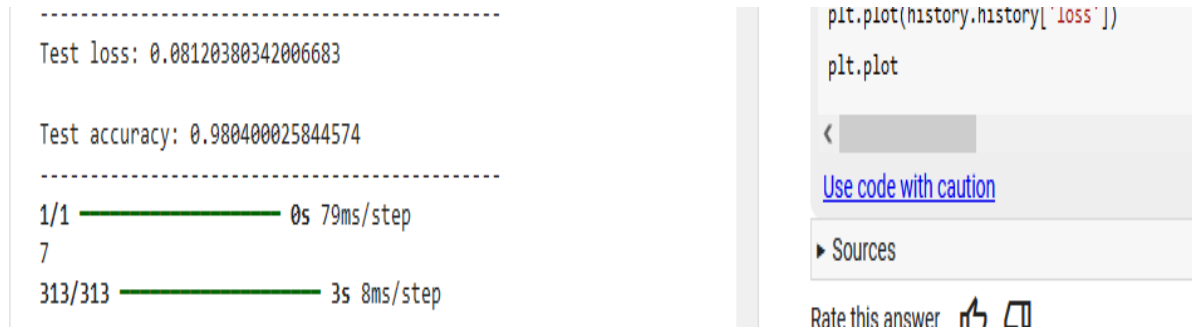 --------------------------------------------
Test loss: 0.08120380342006683
Test accuracy: 0.980400025844574
--------------------------------------------
1/1 ━━━━━━━━━━━━━━━━━━━━ 0s 79ms/step
7
313/313 ━━━━━━━━━━━━━━━━━━━━ 3s 8ms/step
plt.plot(history.history['loss'])
plt.plot
Use code with caution
Sources
Rate this answer